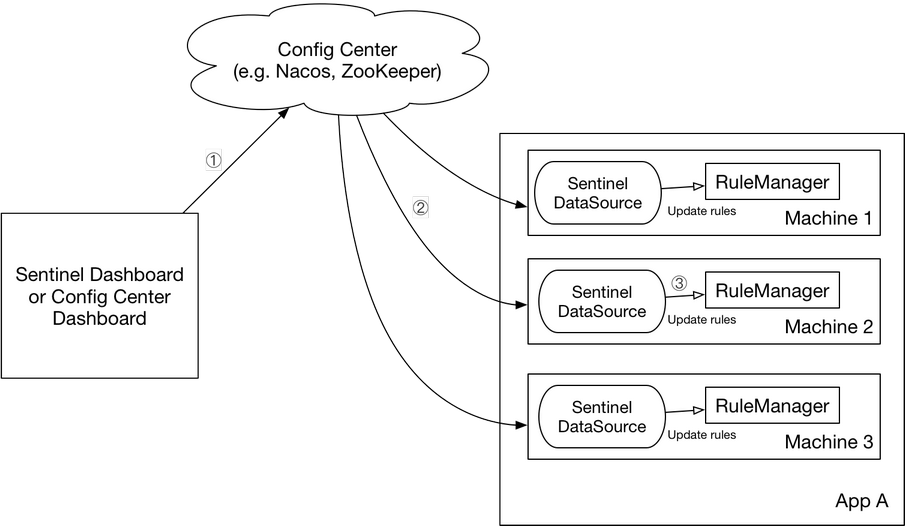 Config Center
(e.g. Nacos, ZooKeeper)
①
②
Sentinel Dashboard
or Config Center
Dashboard
Sentinel
DataSource
RuleManager
Update rules
Machine 1
Sentinel
DataSource
③
RuleManager
Update rules
Machine 2
Sentinel
DataSource
RuleManager
Update rules
Machine 3
App A